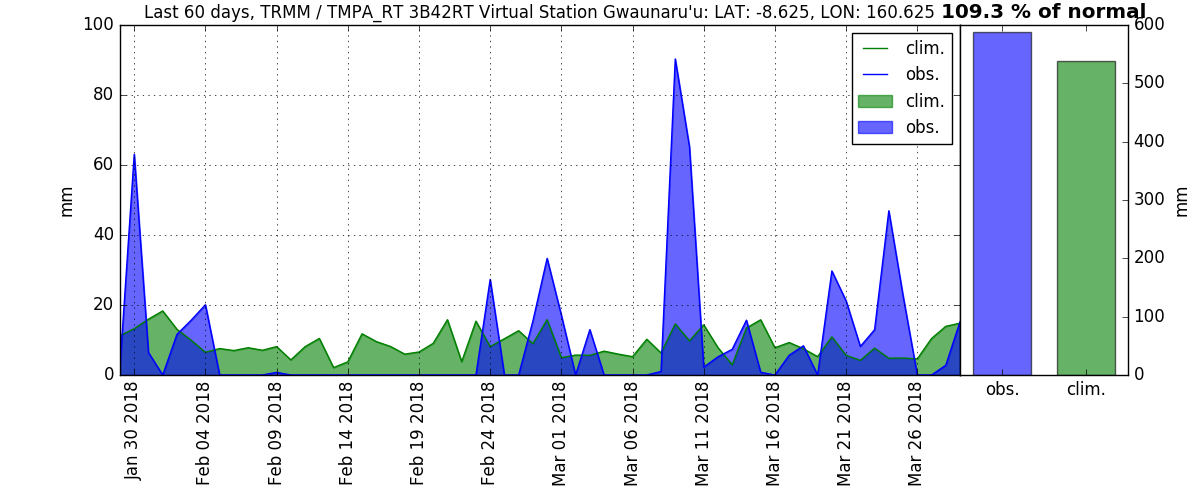 Last 60 days, TRMM / TMPA_RT 3B42RT Virtual Station Gwaunaru'u: LAT: -8.625, LON: 160.625 109.3 % of normal
100
80
60
40
20
0
mm
clim.
obs.
clim.
obs.
600
500
400
300
200
100
0
mm
Jan 30 2018
Feb 04 2018
Feb 09 2018
Feb 14 2018
Feb 19 2018
Feb 24 2018
Mar 01 2018
Mar 06 2018
Mar 11 2018
Mar 16 2018
Mar 21 2018
Mar 26 2018
obs.
clim.